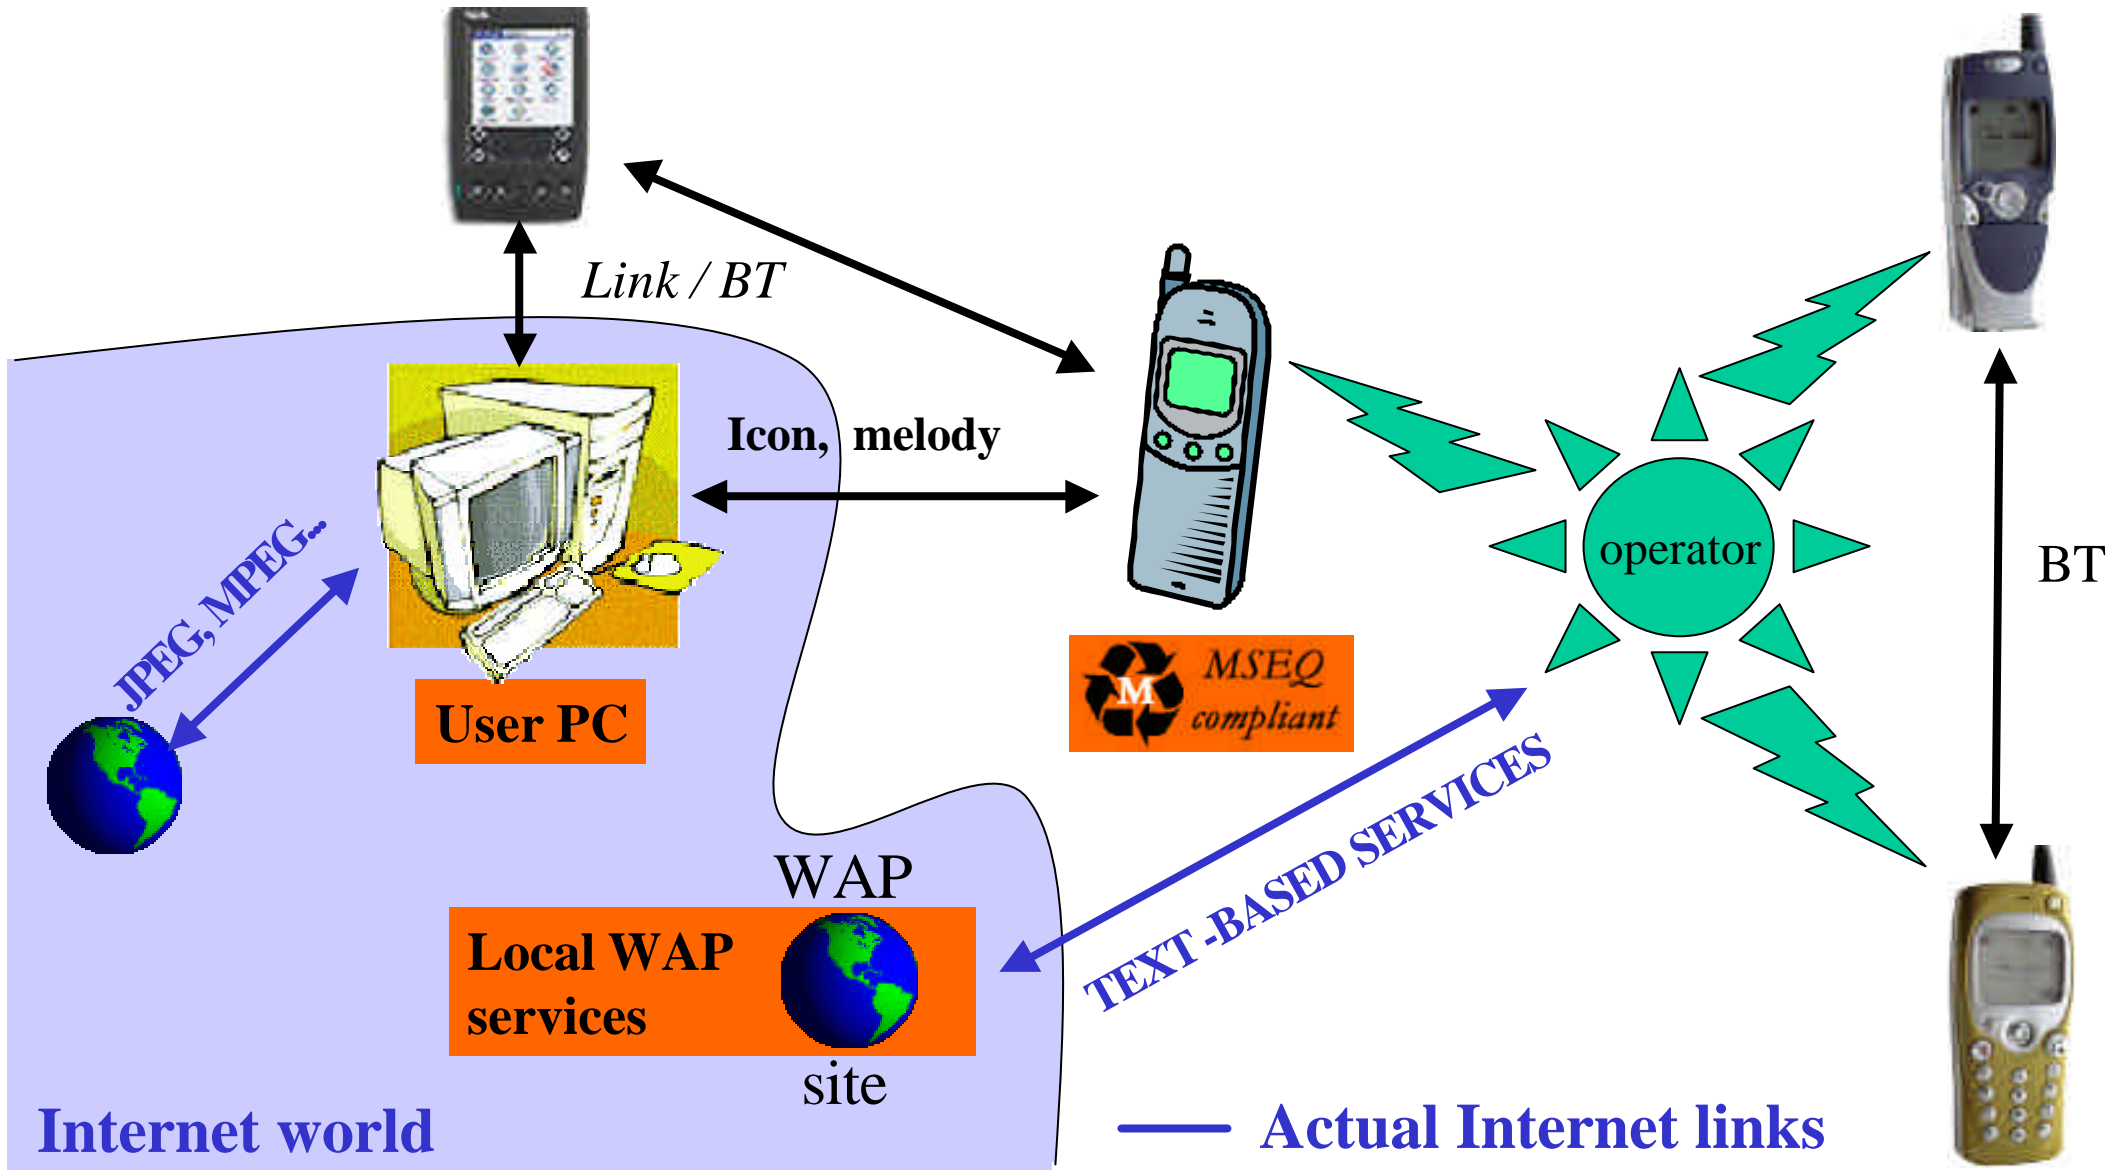 Link / BT
Icon, melody
operator
BT
JPEG, MPEG...
MSEQ
M
compliant
User PC
TEXT -BASED SERVICES
WAP
Local WAP
services
site
Internet world
Actual Internet links